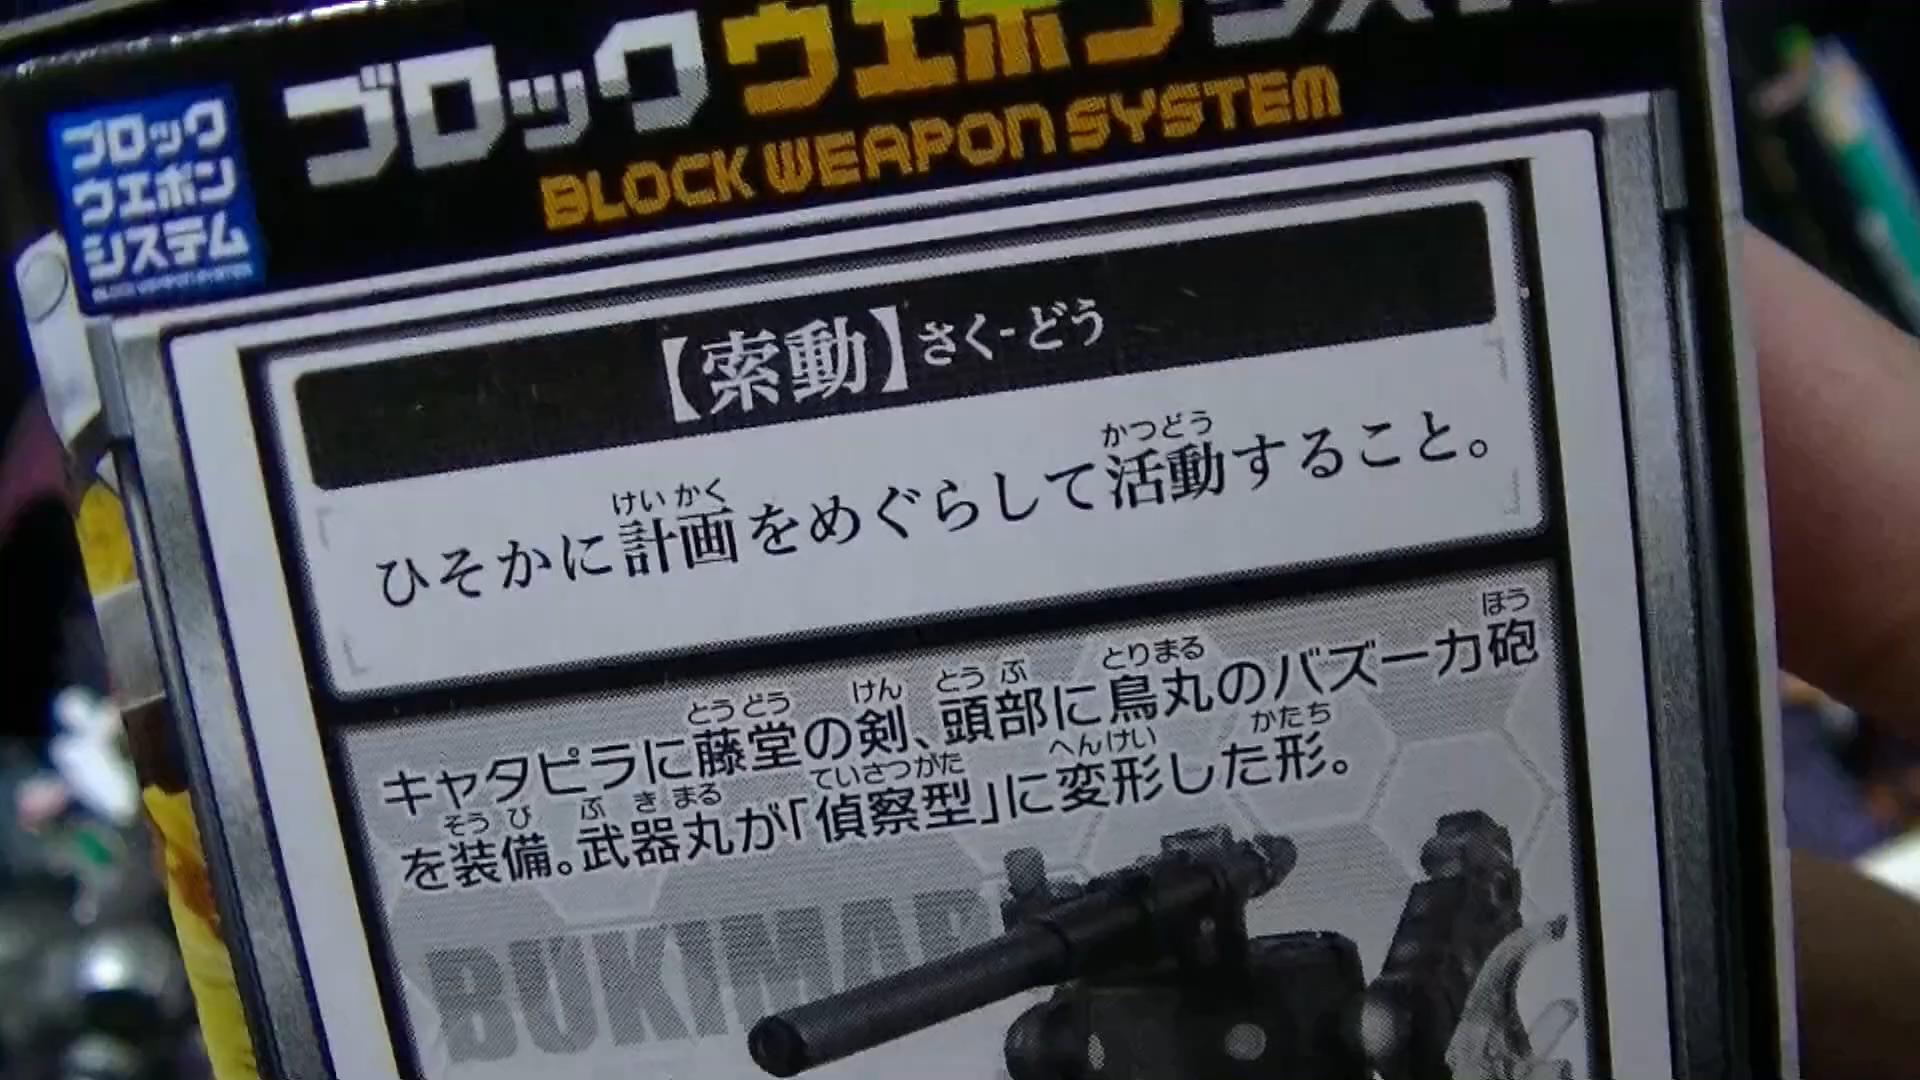 ブロックウエポンシステム
BLOCK WEAPON SYSTEM
ブロック
ウエポン
システム
【索動】さく-どう
けいかく かつどう
ひそかに計画をめぐらして活動すること。
とうどう けん とうぶ とりまる ほう
キャタピラに藤堂の剣、頭部に鳥丸のバズーカ砲
そうび ぶきまる ていさつがた へんけい かたち
を装備。武器丸が「偵察型」に変形した形。